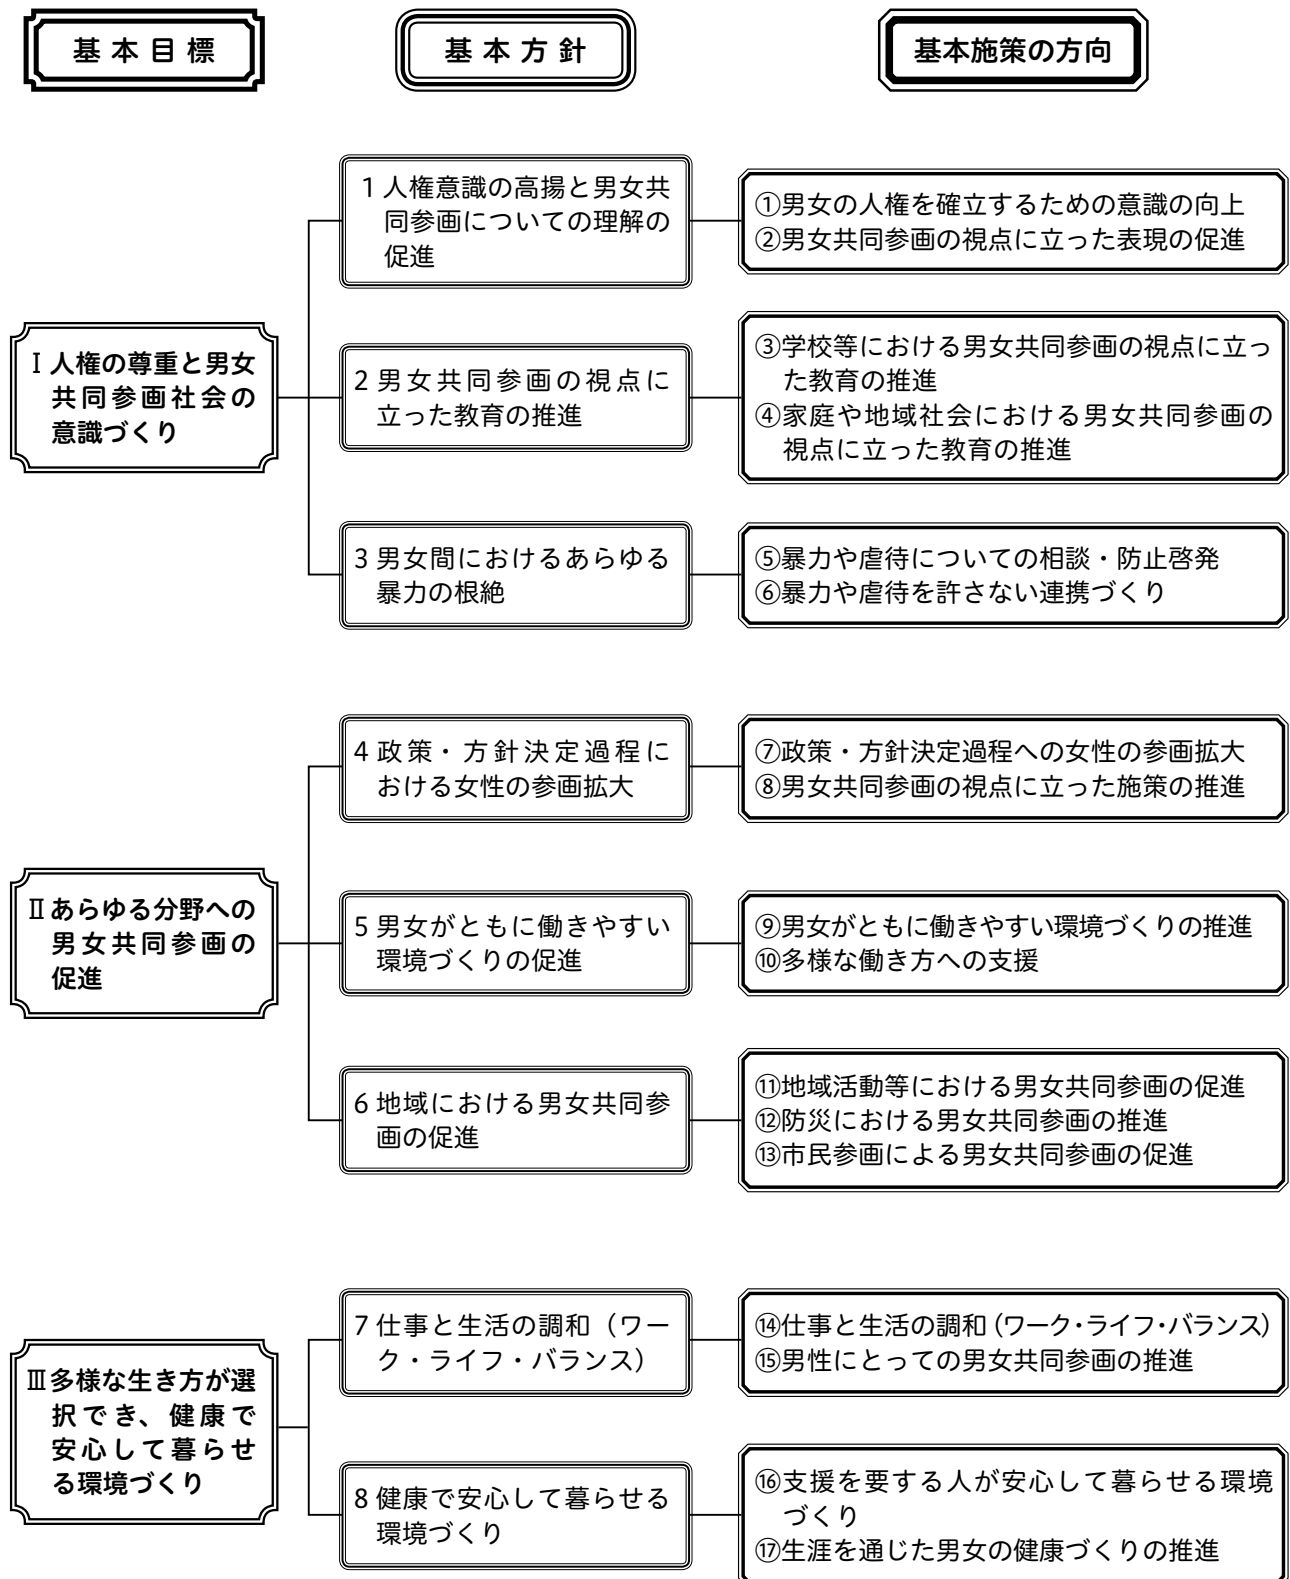 基本目標
基本方針
基本施策の方向
Ⅰ人権の尊重と男女
共同参画社会の
意識づくり
1人権意識の高揚と男女共
同参画についての理解の
促進
①男女の人権を確立するための意識の向上
②男女共同参画の視点に立った表現の促進
2男女共同参画の視点に
立った教育の推進
③学校等における男女共同参画の視点に立っ
た教育の推進
④家庭や地域社会における男女共同参画の
視点に立った教育の推進
3男女間におけるあらゆる
暴力の根絶
⑤暴力や虐待についての相談・防止啓発
⑥暴力や虐待を許さない連携づくり
Ⅱあらゆる分野への
男女共同参画の
促進
4政策・方針決定過程に
おける女性の参画拡大
⑦政策・方針決定過程への女性の参画拡大
⑧男女共同参画の視点に立った施策の推進
5男女がともに働きやすい
環境づくりの促進
⑨男女がともに働きやすい環境づくりの推進
⑩多様な働き方への支援
6地域における男女共同参
画の促進
⑪地域活動等における男女共同参画の促進
⑫防災における男女共同参画の推進
⑬市民参画による男女共同参画の促進
Ⅲ多様な生き方が選
択でき、健康で
安心して暮らせ
る環境づくり
7仕事と生活の調和（ワー
ク・ライフ・バランス）
⑭仕事と生活の調和（ワーク・ライフ・バランス）
⑮男性にとっての男女共同参画の推進
8健康で安心して暮らせる
環境づくり
⑯支援を要する人が安心して暮らせる環境
づくり
⑰生涯を通じた男女の健康づくりの推進